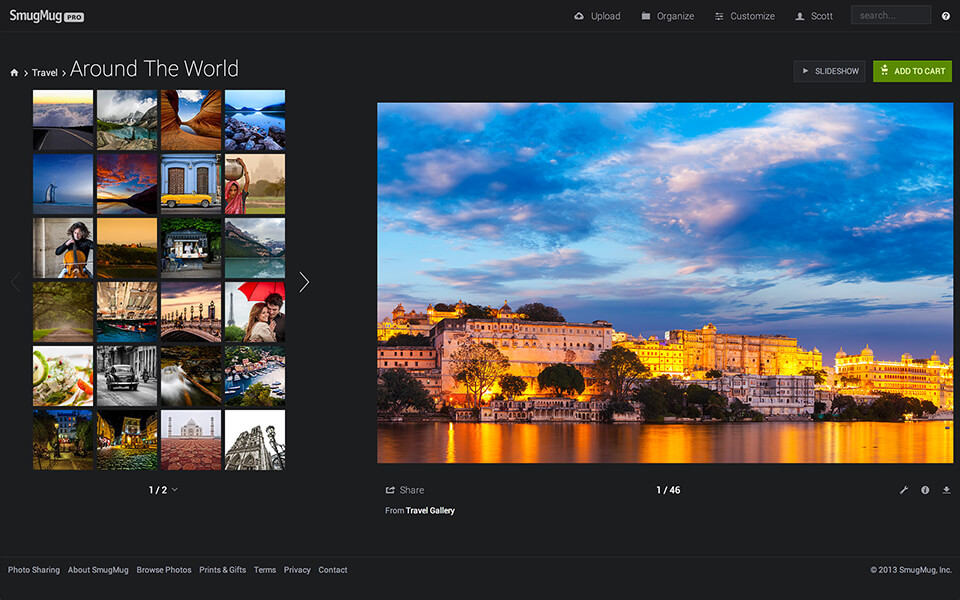 SmugMug PRO
Upload Organize Customize Scott search... ?
Travel Around The World
SLIDESHOW ADD TO CART
1 / 2
Share 1 / 46
From Travel Gallery
Photo Sharing About SmugMug Browse Photos Prints & Gifts Terms Privacy Contact © 2013 SmugMug, Inc.